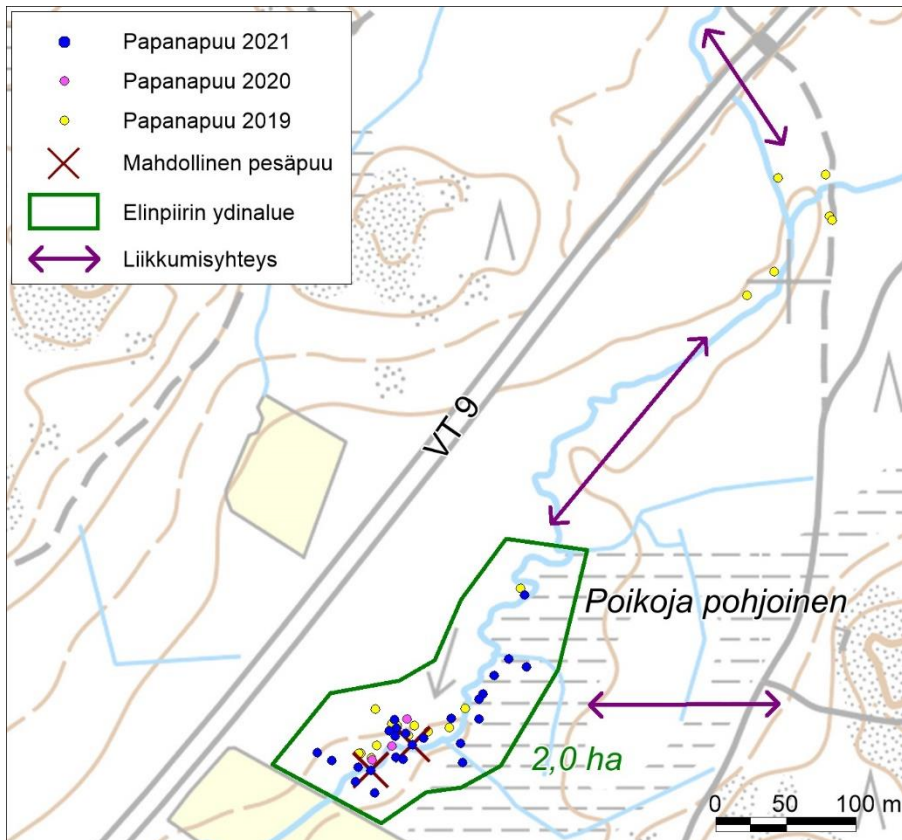 Papanapuu 2021
Papanapuu 2020
Papanapuu 2019
Mahdollinen pesäpuu
Elinpiirin ydinalue
Liikkumisyhteys
VT 9
Poikoja pohjoinen
2,0 ha
0 50 100 m